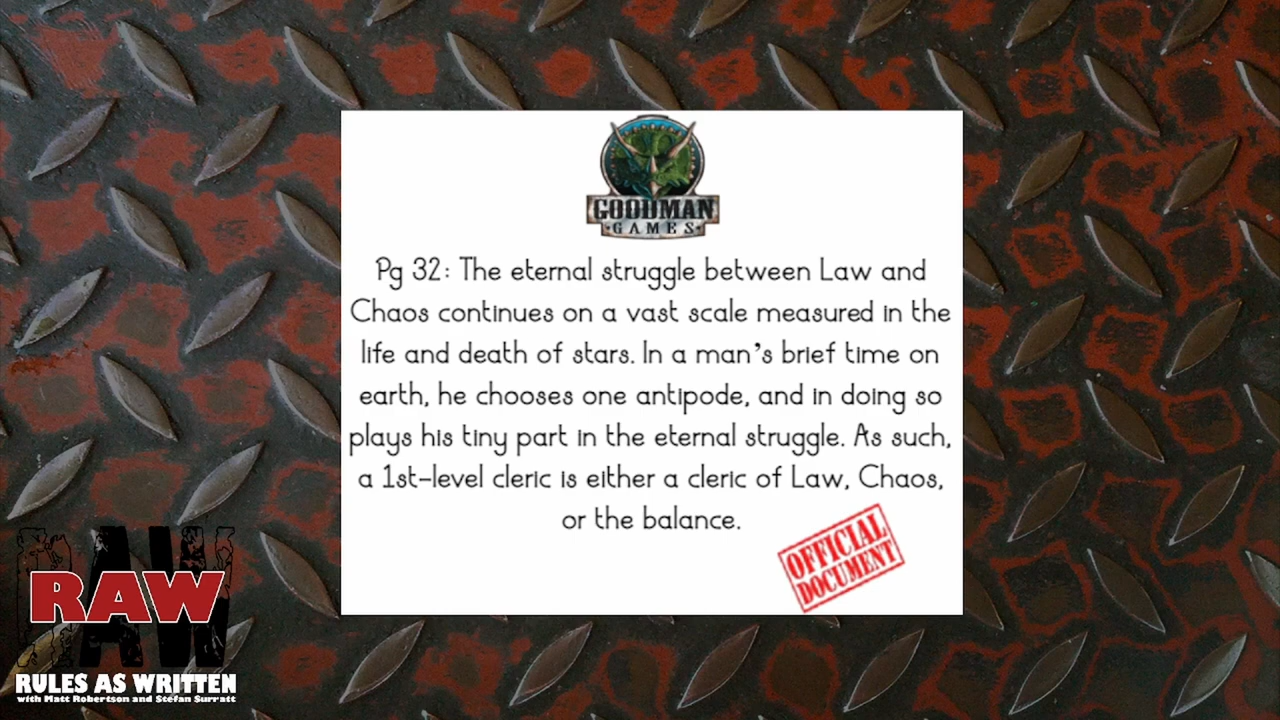 GOODMAN
GAMES
Pg 32: The eternal struggle between Law and
Chaos continues on a vast scale measured in the
life and death of stars. In a man's brief time on
earth, he chooses one antipode, and in doing so
plays his tiny part in the eternal struggle. As such,
a 1st-level cleric is either a cleric of Law, Chaos,
or the balance.
OFFICIAL
DOCUMENT
RAW
RAW
RULES AS WRITTEN
with Matt Robertson and Stefan Surratt